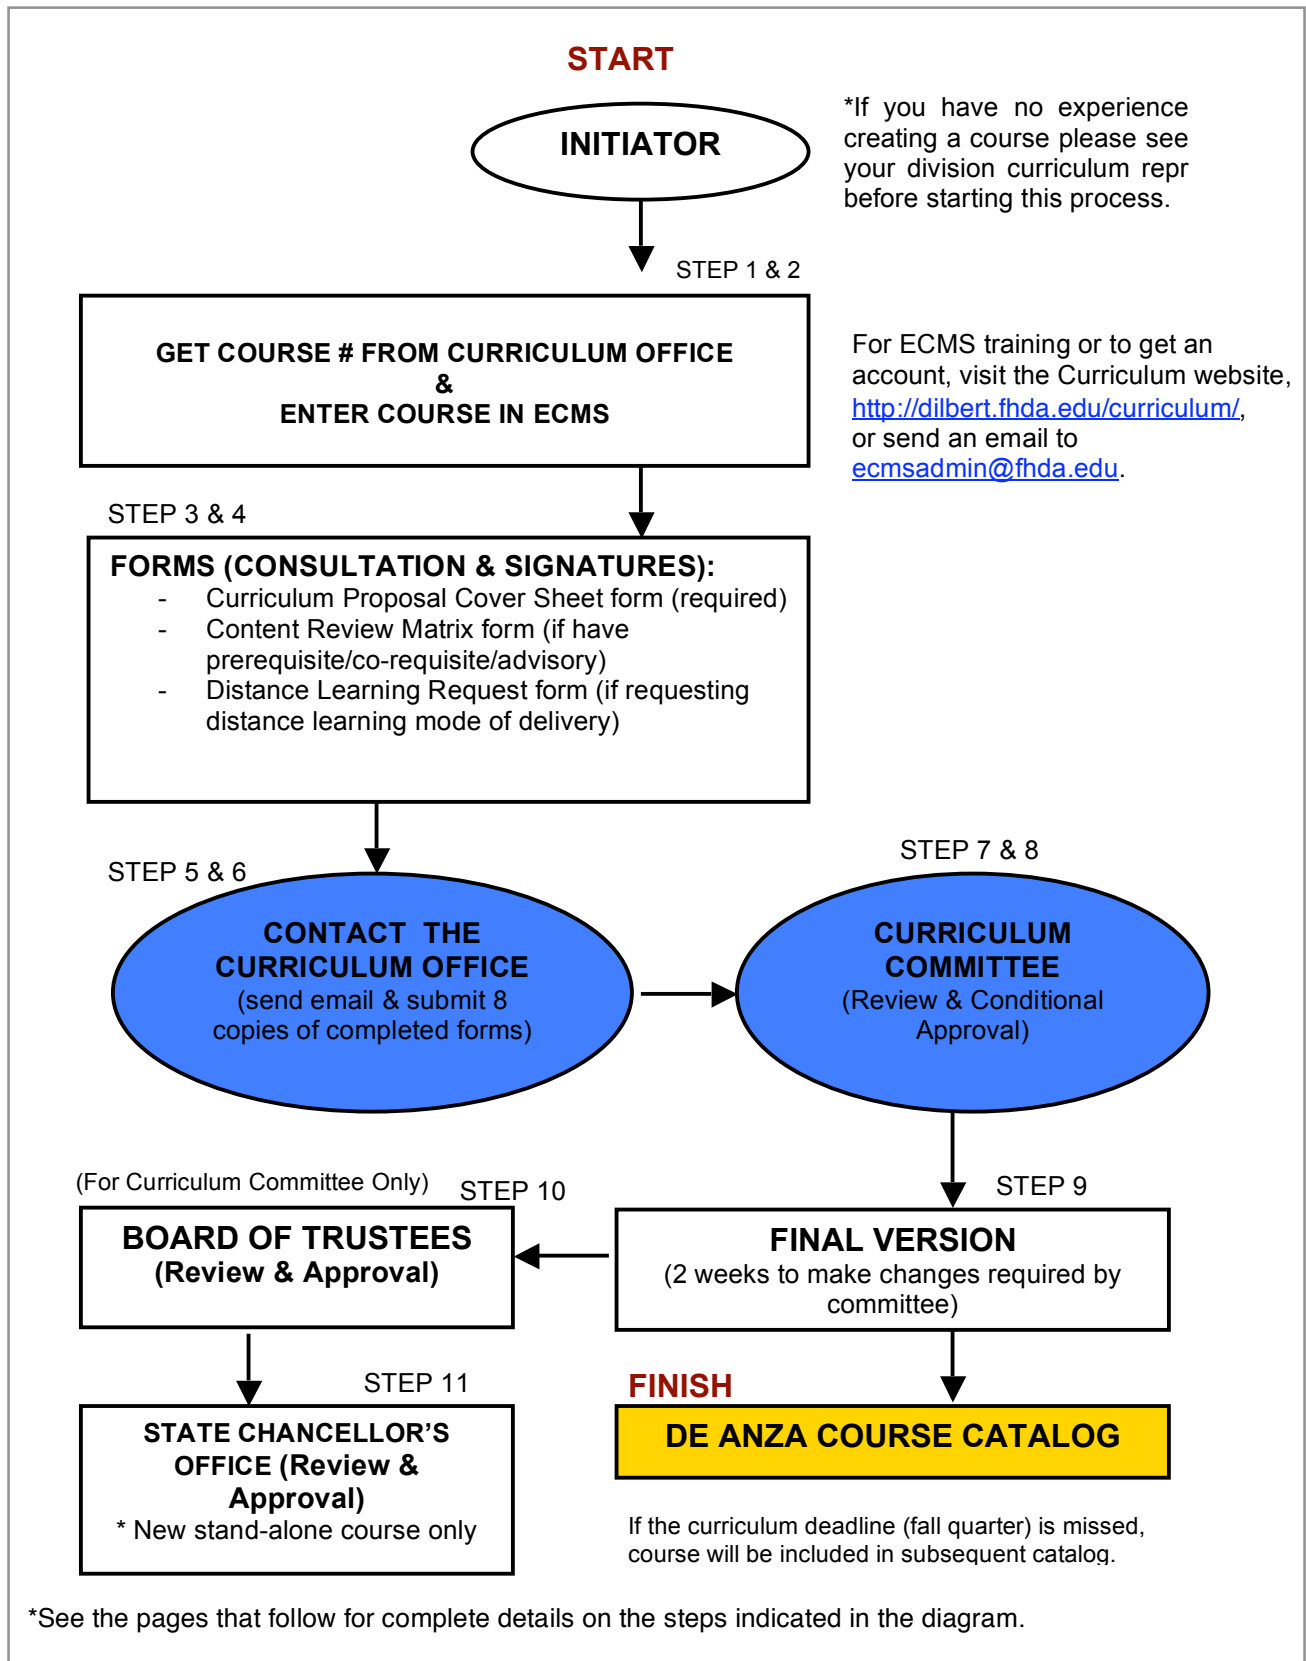 START
INITIATOR
*If you have no experience
creating a course please see
your division curriculum repr
before starting this process.
STEP 1 & 2
GET COURSE # FROM CURRICULUM OFFICE
&
ENTER COURSE IN ECMS
For ECMS training or to get an
account, visit the Curriculum website,
http://dilbert.fhda.edu/curriculum/,
or send an email to
ecmsadmin@fhda.edu.
STEP 3 & 4
FORMS (CONSULTATION & SIGNATURES):
- Curriculum Proposal Cover Sheet form (required)
- Content Review Matrix form (if have
prerequisite/co-requisite/advisory)
- Distance Learning Request form (if requesting
distance learning mode of delivery)
STEP 5 & 6
CONTACT THE
CURRICULUM OFFICE
(send email & submit 8
copies of completed forms)
STEP 7 & 8
CURRICULUM
COMMITTEE
(Review & Conditional
Approval)
(For Curriculum Committee Only)
STEP 10
BOARD OF TRUSTEES
(Review & Approval)
STEP 9
FINAL VERSION
(2 weeks to make changes required by
committee)
STEP 11
STATE CHANCELLOR'S
OFFICE (Review &
Approval)
* New stand-alone course only
FINISH
DE ANZA COURSE CATALOG
If the curriculum deadline (fall quarter) is missed,
course will be included in subsequent catalog.
*See the pages that follow for complete details on the steps indicated in the diagram.